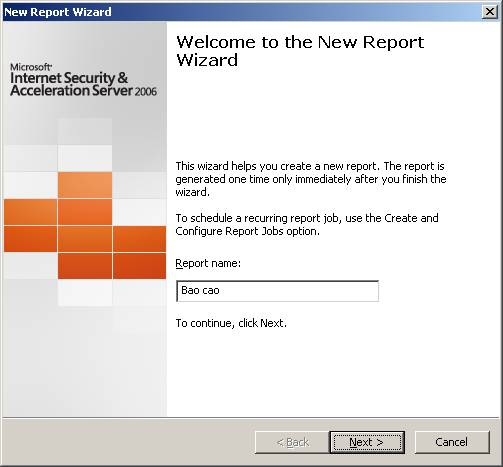 New Report Wizard
Microsoft®
Internet Security &
Acceleration Server 2006
Welcome to the New Report
Wizard
This wizard helps you create a new report. The report is
generated one time only immediately after you finish the
wizard.
To schedule a recurring report job, use the Create and
Configure Report Jobs option.
Report name:
Bao cao
To continue, click Next.
< Back
Next >
Cancel